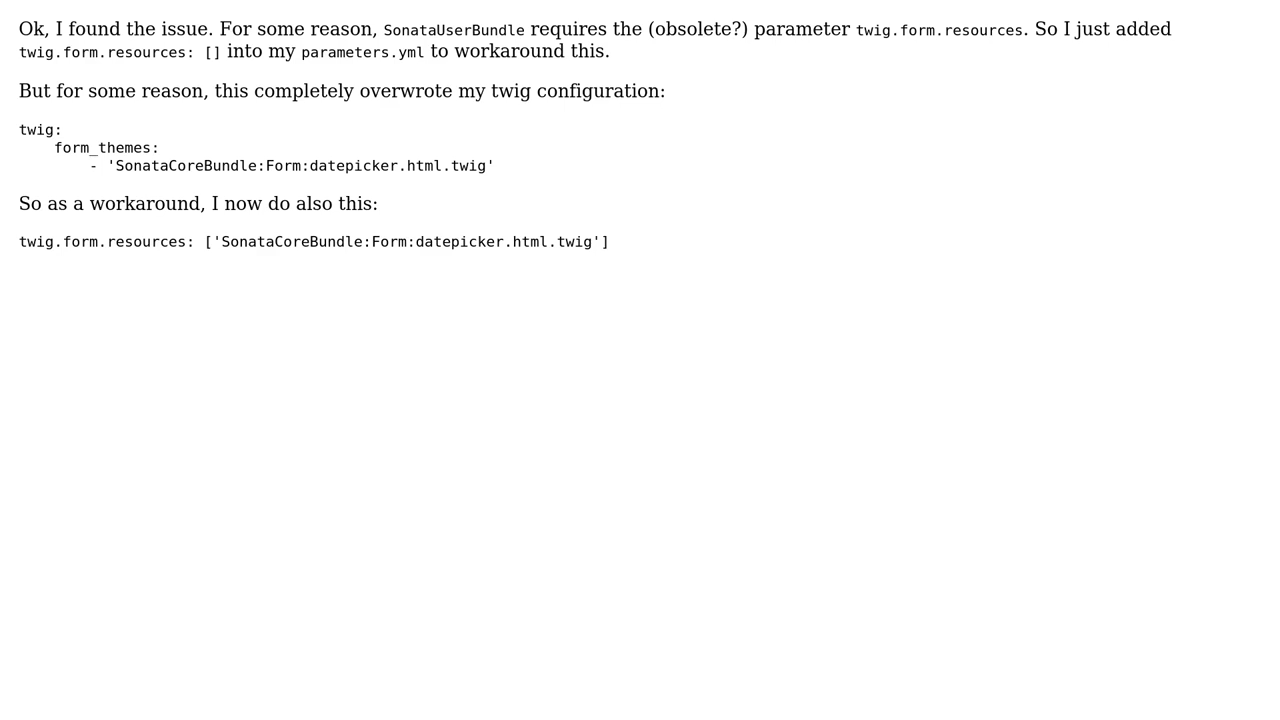 Ok, I found the issue. For some reason, SonataUserBundle requires the (obsolete?) parameter twig.form.resources. So I just added
twig.form.resources: [] into my parameters.yml to workaround this.
But for some reason, this completely overwrote my twig configuration:
twig:
    form_themes:
        - 'SonataCoreBundle:Form:datepicker.html.twig'
So as a workaround, I now do also this:
twig.form.resources: ['SonataCoreBundle:Form:datepicker.html.twig']